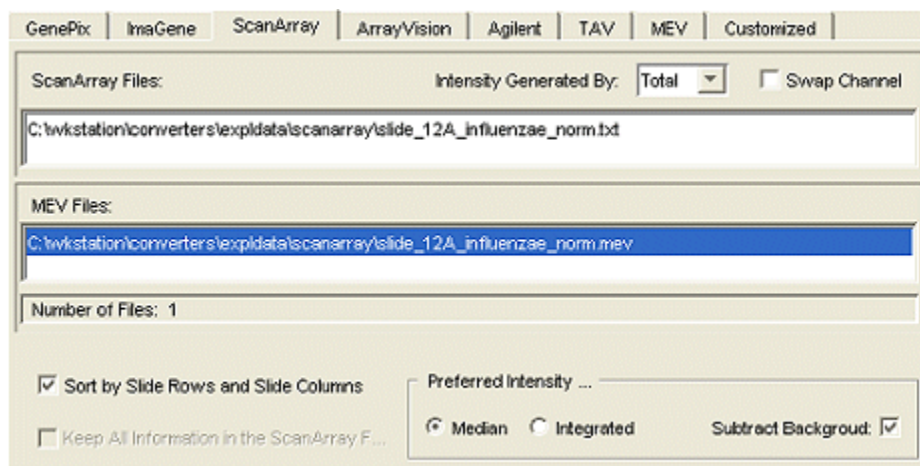 GenePix ImaGene ScanArray ArrayVision Agilent TAV MEV Customized
ScanArray Files: Intensity Generated By: Total Swap Channel
C:\wkstation\converters\expldata\scanarray\slide_12A_influenzae_norm.txt
MEV Files:
C:\wkstation\converters\expldata\scanarray\slide_12A_influenzae_norm.mev
Number of Files: 1
Sort by Slide Rows and Slide Columns Preferred Intensity ...
Keep All Information in the ScanArray F... Median Integrated Subtract Backgroud: